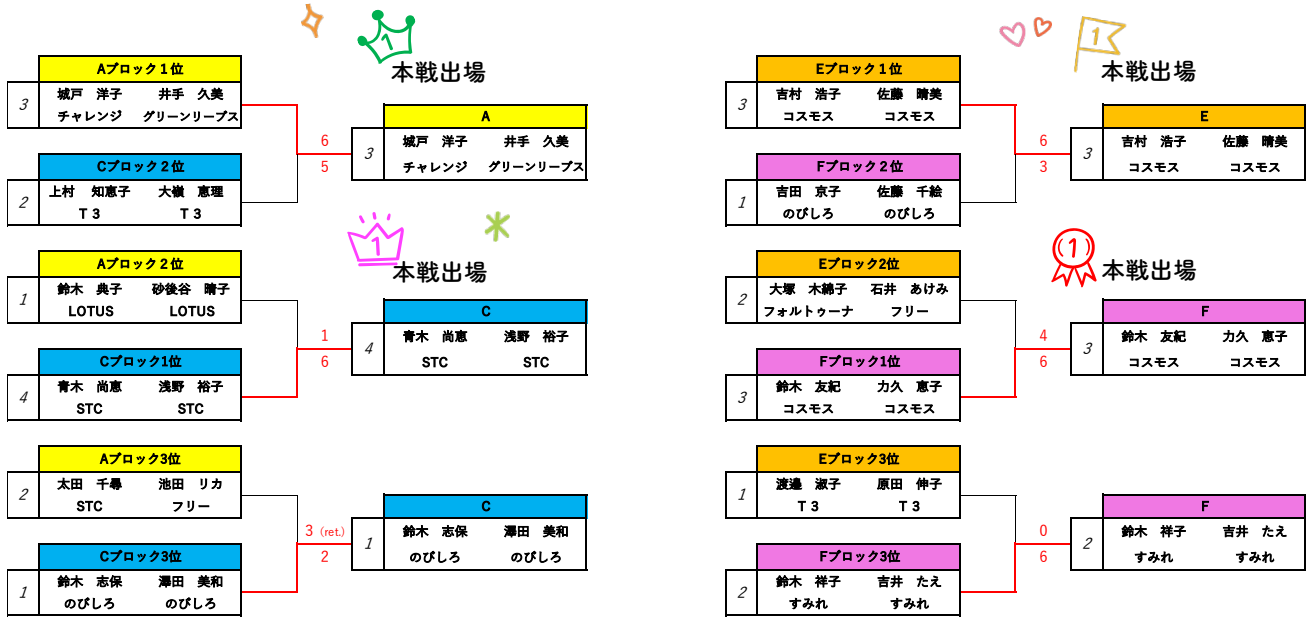 1
本戦出場
Aブロック１位
3
城戸　洋子　井手　久美
チャレンジ　グリーンリーブス
6
5
A
3
城戸　洋子　井手　久美
チャレンジ　グリーンリーブス
Cブロック２位
2
上村　知恵子　大嶺　恵理
T３　T３
1
本戦出場
Aブロック２位
1
鈴木　典子　砂後谷　晴子
LOTUS　LOTUS
1
6
C
4
青木　尚恵　浅野　裕子
STC　STC
Cブロック1位
4
青木　尚恵　浅野　裕子
STC　STC
Aブロック3位
2
太田　千尋　池田　リカ
STC　フリー
3 (ret.)
2
C
1
鈴木　志保　澤田　美和
のびしろ　のびしろ
Cブロック3位
1
鈴木　志保　澤田　美和
のびしろ　のびしろ
1
本戦出場
Eブロック１位
3
吉村　浩子　佐藤　晴美
コスモス　コスモス
6
3
E
3
吉村　浩子　佐藤　晴美
コスモス　コスモス
Fブロック２位
1
吉田　京子　佐藤　千絵
のびしろ　のびしろ
1
本戦出場
Eブロック2位
2
大塚　木綿子　石井　あけみ
フォルトゥーナ　フリー
4
6
F
3
鈴木　友紀　力久　恵子
コスモス　コスモス
Fブロック1位
3
鈴木　友紀　力久　恵子
コスモス　コスモス
Eブロック3位
1
渡邉　淑子　原田　伸子
T３　T３
0
6
F
2
鈴木　祥子　吉井　たえ
すみれ　すみれ
Fブロック3位
2
鈴木　祥子　吉井　たえ
すみれ　すみれ